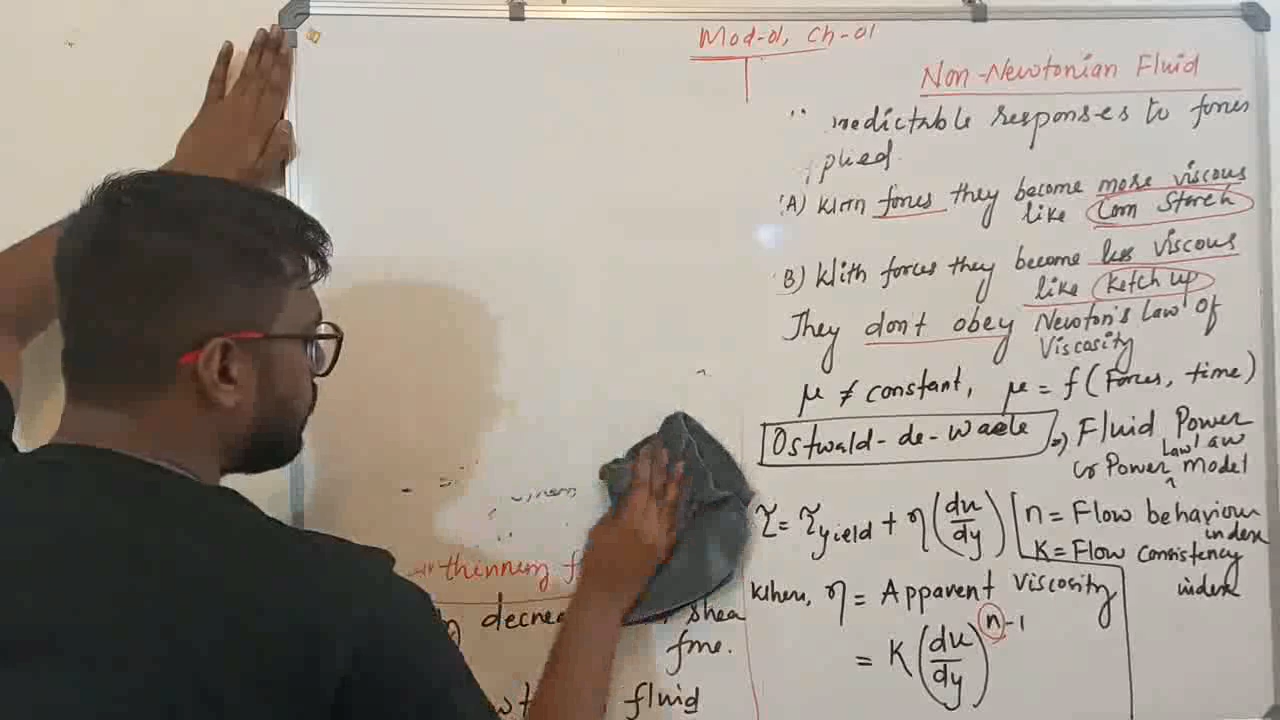 Mod-01, Ch-01
Non-Newtonian Fluid
redictable responses to forces
plied.
(A) With forces they become more viscous
like Corn Starch
B) With forces they become less viscous
like Ketch up
They don't obey Newton's Law of
Viscosity
μ ≠ constant, μ = f (Forces, time)
Ostwald-de-Waele => Fluid Power
Law
or Power Law model
τ = τyield + η (du/dy) [ n = Flow behaviour
index
K = Flow consistency
index
When, η = Apparent Viscosity
= K (du/dy)^n-1
thinning f
decrea shea
force.
fluid